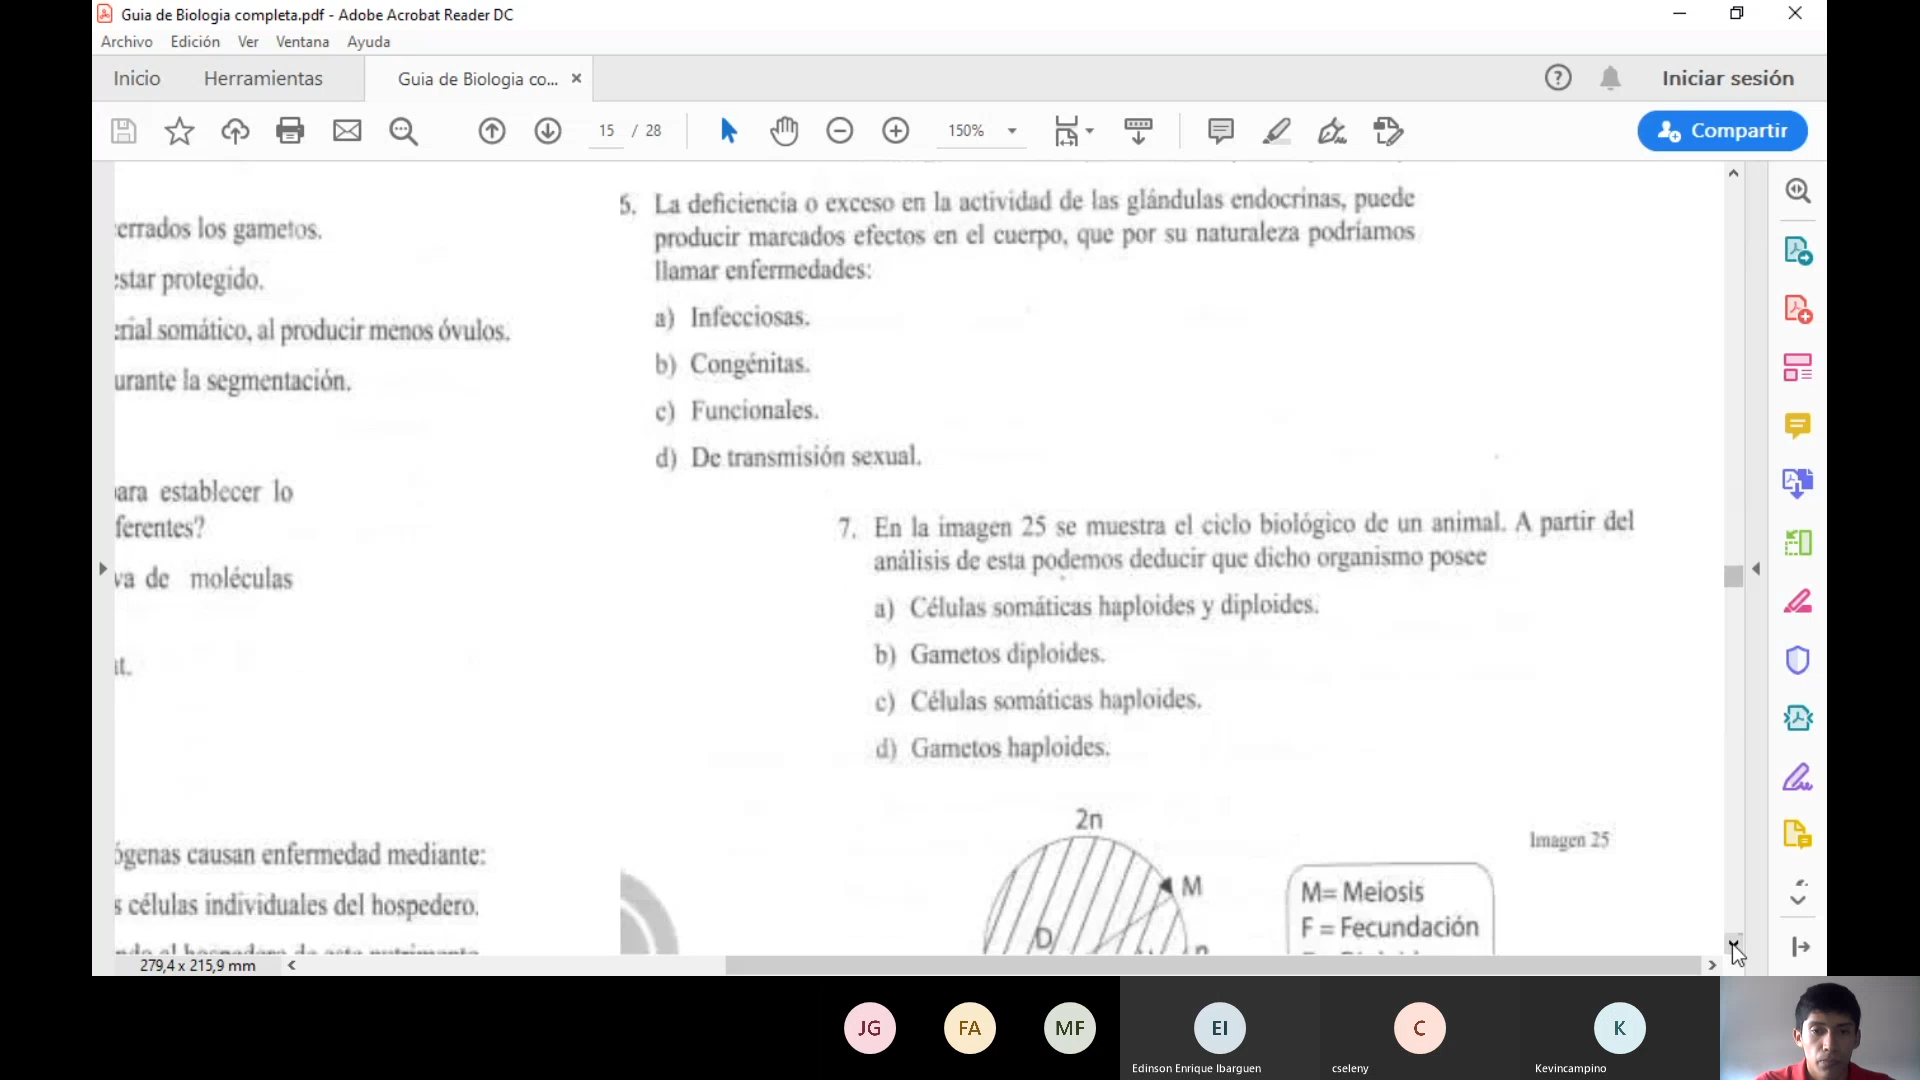 Guia de Biologia completa.pdf - Adobe Acrobat Reader DC
Archivo Edición Ver Ventana Ayuda
Inicio Herramientas Guia de Biologia co... × Iniciar sesión
15 / 28 150% Compartir
errados los gametos.
estar protegido.
erial somático, al producir menos óvulos.
urante la segmentación.
para establecer lo
ferentes?
va de moléculas
ógenas causan enfermedad mediante:
s células individuales del hospedero.
5. La deficiencia o exceso en la actividad de las glándulas endocrinas, puede
producir marcados efectos en el cuerpo, que por su naturaleza podríamos
llamar enfermedades:
a) Infecciosas.
b) Congénitas.
c) Funcionales.
d) De transmisión sexual.
7. En la imagen 25 se muestra el ciclo biológico de un animal. A partir del
análisis de esta podemos deducir que dicho organismo posee
a) Células somáticas haploides y diploides.
b) Gametos diploides.
c) Células somáticas haploides.
d) Gametos haploides.
2n
Imagen 25
M
M= Meiosis
F = Fecundación
D
n
279,4 x 215,9 mm
JG FA MF EI C K
Edinson Enrique Ibarguen cseleny Kevincampino